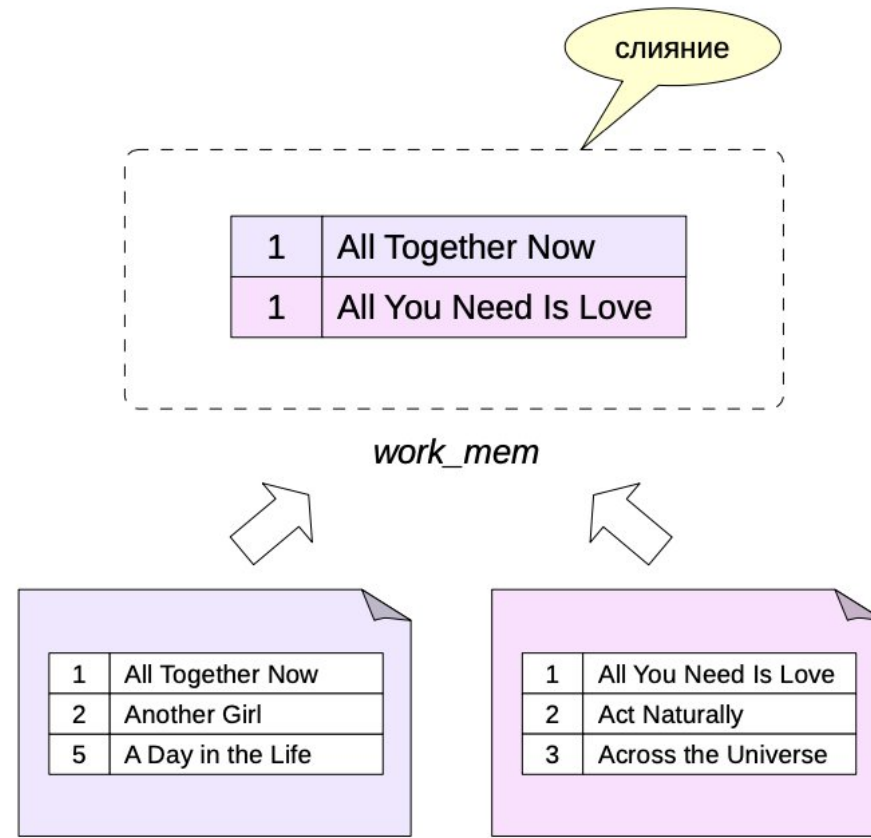 слияние
1 All Together Now
1 All You Need Is Love
work_mem
1 All Together Now
2 Another Girl
5 A Day in the Life
1 All You Need Is Love
2 Act Naturally
3 Across the Universe